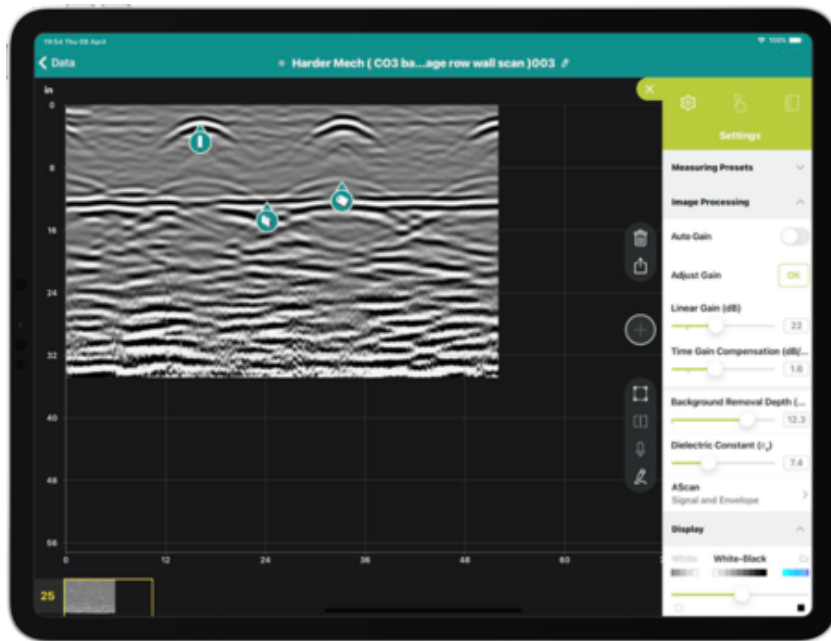 19:54 Thu 08 April
100%
Data
Harder Mech ( CO3 ba...age row wall scan )003
in
0
8
16
24
32
40
48
56
0
12
24
36
48
60
25
Settings
Measuring Presets
Image Processing
Auto Gain
Adjust Gain
OK
Linear Gain (dB)
22
Time Gain Compensation (dB/...
1.6
Background Removal Depth (...
12.3
Dielectric Constant (εr)
7.4
AScan
Signal and Envelope
Display
White
White-Black